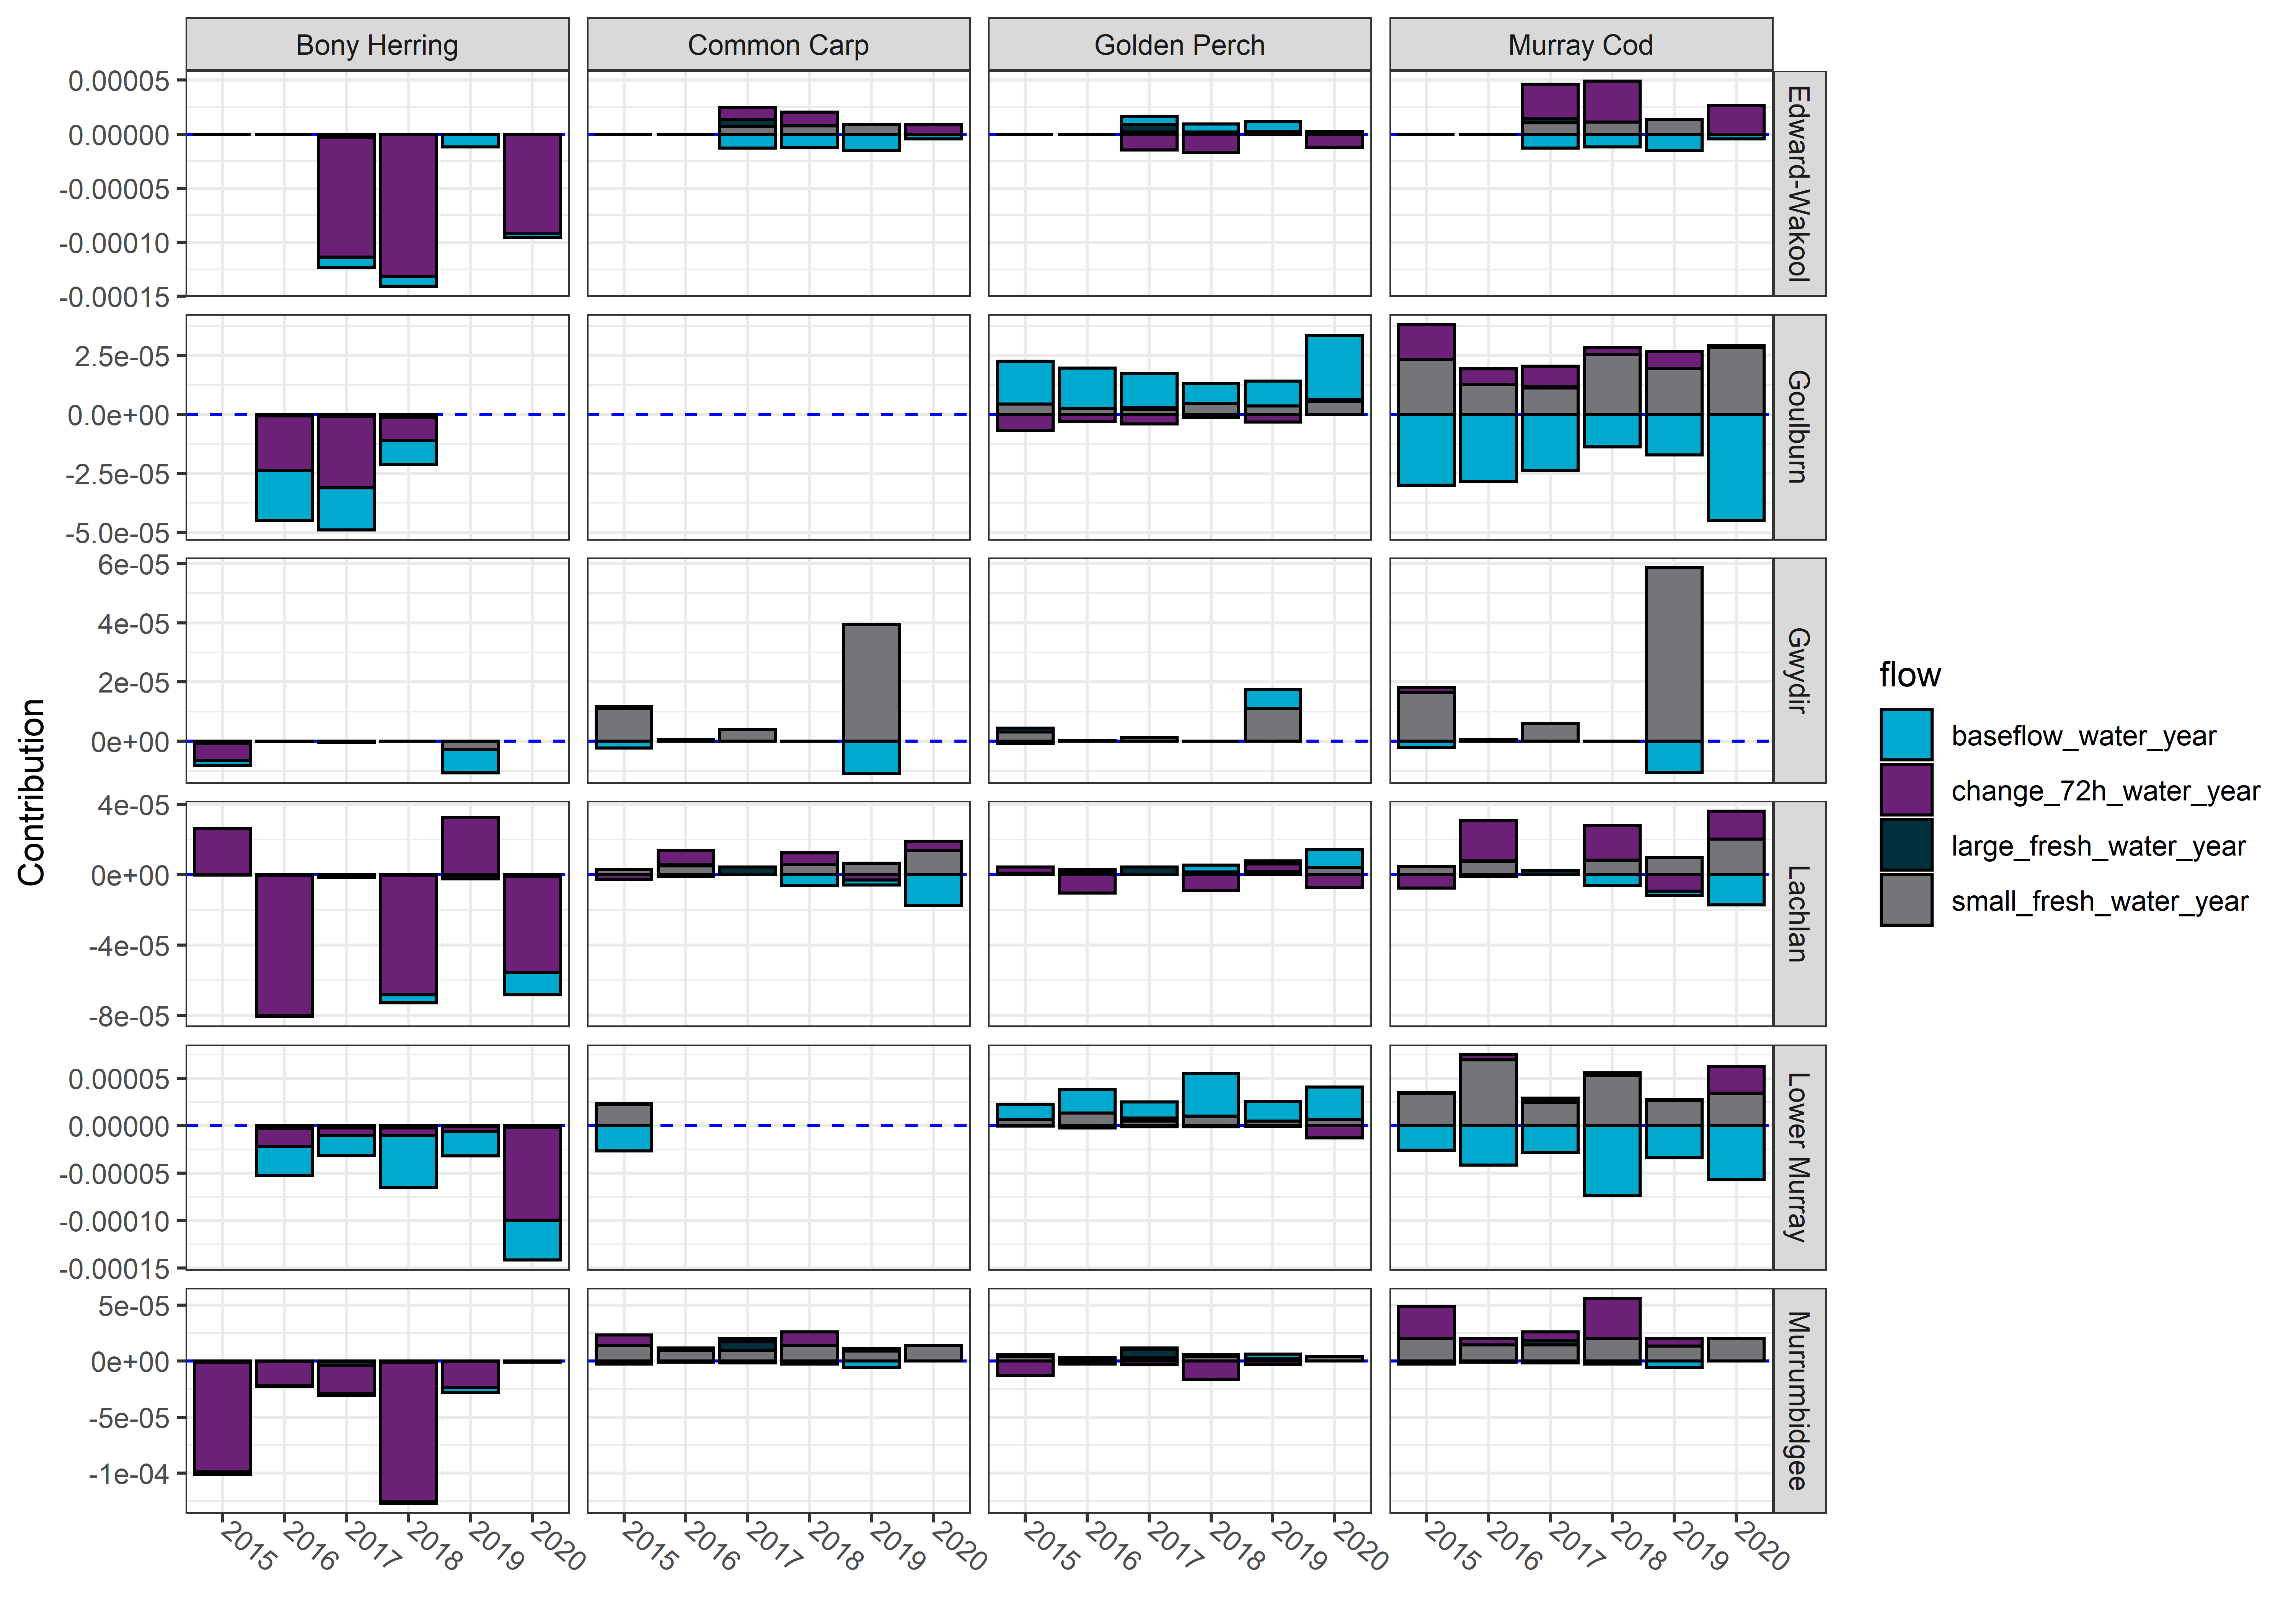 Bony Herring Common Carp Golden Perch Murray Cod
0.00005
0.00000
-0.00005
-0.00010
-0.00015
Edward-Wakool
2.5e-05
0.0e+00
-2.5e-05
-5.0e-05
Goulburn
6e-05
4e-05
2e-05
0e+00
Gwydir
4e-05
0e+00
-4e-05
-8e-05
Lachlan
0.00005
0.00000
-0.00005
-0.00010
-0.00015
Lower Murray
5e-05
0e+00
-5e-05
-1e-04
Murrumbidgee
2015 2016 2017 2018 2019 2020 2015 2016 2017 2018 2019 2020 2015 2016 2017 2018 2019 2020 2015 2016 2017 2018 2019 2020
Contribution
flow
baseflow_water_year
change_72h_water_year
large_fresh_water_year
small_fresh_water_year